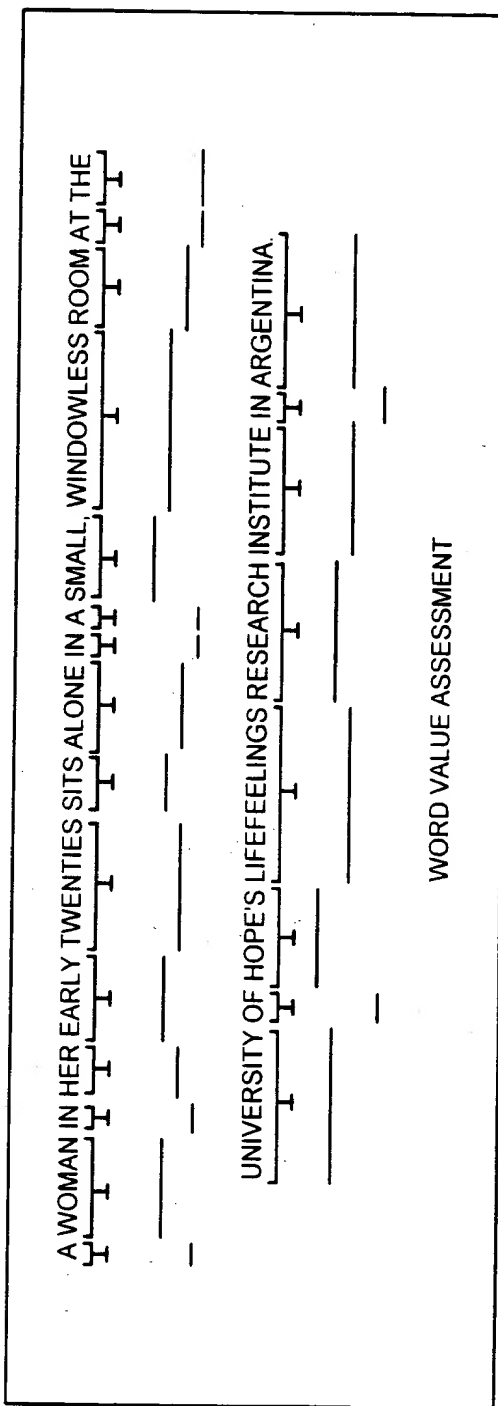 A WOMAN IN HER EARLY TWENTIES SITS ALONE IN A SMALL, WINDOWLESS ROOM AT THE
UNIVERSITY OF HOPE'S LIFEFEELINGS RESEARCH INSTITUTE IN ARGENTINA.
WORD VALUE ASSESSMENT